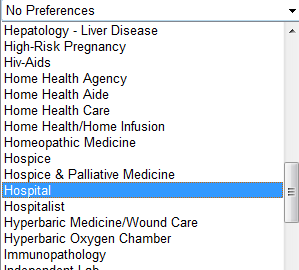 No Preferences
Hepatology - Liver Disease
High-Risk Pregnancy
Hiv-Aids
Home Health Agency
Home Health Aide
Home Health Care
Home Health/Home Infusion
Homeopathic Medicine
Hospice
Hospice & Palliative Medicine
Hospital
Hospitalist
Hyperbaric Medicine/Wound Care
Hyperbaric Oxygen Chamber
Immunopathology
Independent Lab